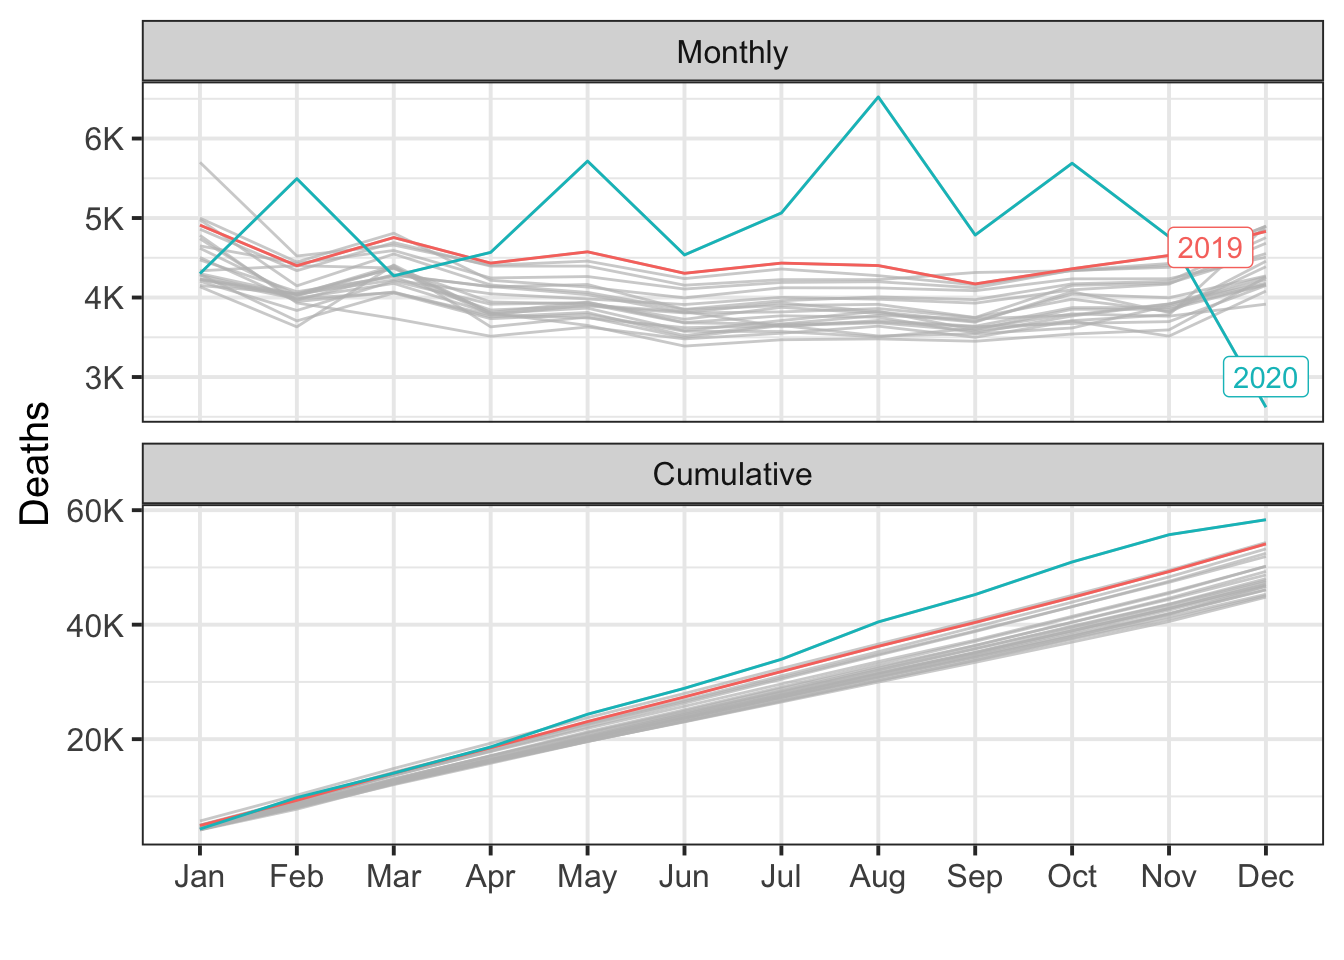 Monthly
6K
5K
4K
3K
2019
2020
Deaths
Cumulative
60K
40K
20K
Jan Feb Mar Apr May Jun Jul Aug Sep Oct Nov Dec